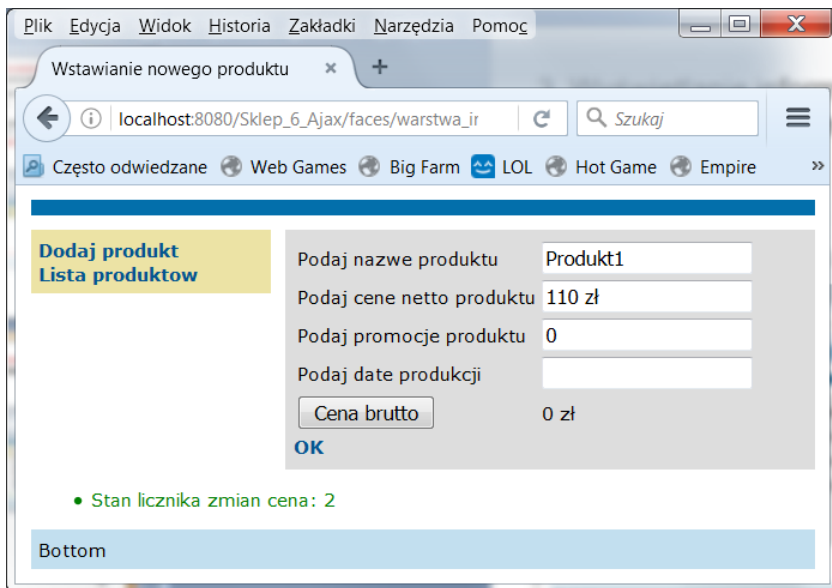 Plik Edycja Widok Historia Zakładki Narzędzia Pomoc
Wstawianie nowego produktu × +
localhost:8080/Sklep_6_Ajax/faces/warstwa_ir Szukaj
Często odwiedzane Web Games Big Farm LOL Hot Game Empire »
Dodaj produkt
Lista produktow
Podaj nazwe produktu Produkt1
Podaj cene netto produktu 110 zł
Podaj promocje produktu 0
Podaj date produkcji
Cena brutto 0 zł
OK
• Stan licznika zmian cena: 2
Bottom